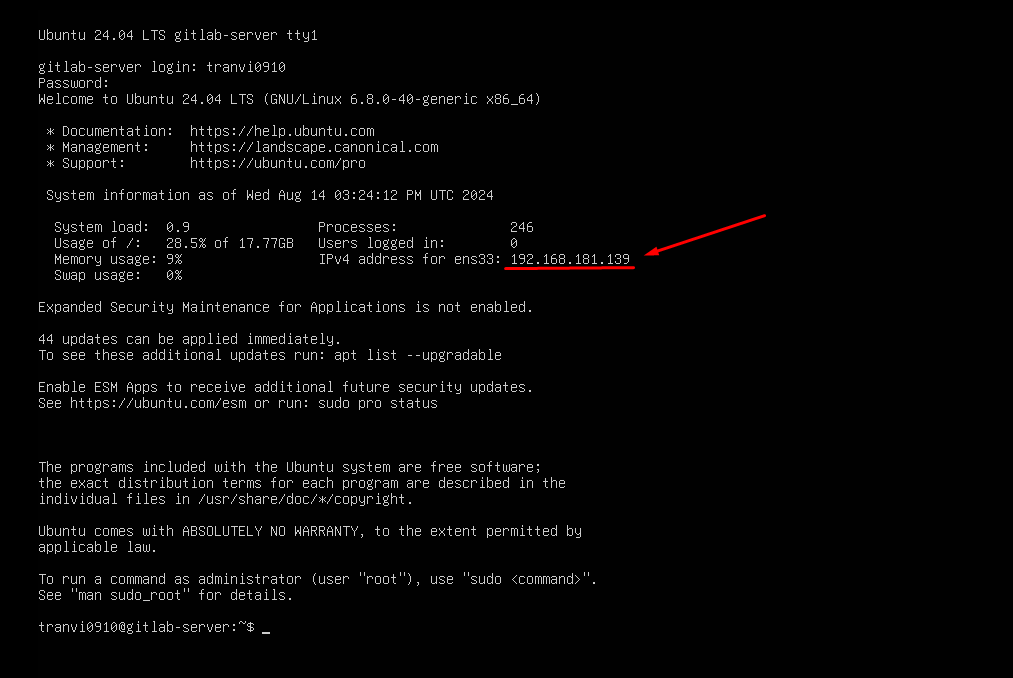 Ubuntu 24.04 LTS gitlab-server tty1
gitlab-server login: tranvi0910
Password:
Welcome to Ubuntu 24.04 LTS (GNU/Linux 6.8.0-40-generic x86_64)
* Documentation:  https://help.ubuntu.com
* Management:     https://landscape.canonical.com
* Support:        https://ubuntu.com/pro
System information as of Wed Aug 14 03:24:12 PM UTC 2024
System load:  0.9                Processes:              246
Usage of /:   28.5% of 17.77GB   Users logged in:        0
Memory usage: 9%                 IPv4 address for ens33: 192.168.181.139
Swap usage:   0%
Expanded Security Maintenance for Applications is not enabled.
44 updates can be applied immediately.
To see these additional updates run: apt list --upgradable
Enable ESM Apps to receive additional future security updates.
See https://ubuntu.com/esm or run: sudo pro status
The programs included with the Ubuntu system are free software;
the exact distribution terms for each program are described in the
individual files in /usr/share/doc/*/copyright.
Ubuntu comes with ABSOLUTELY NO WARRANTY, to the extent permitted by
applicable law.
To run a command as administrator (user "root"), use "sudo <command>".
See "man sudo_root" for details.
tranvi0910@gitlab-server:~$ _